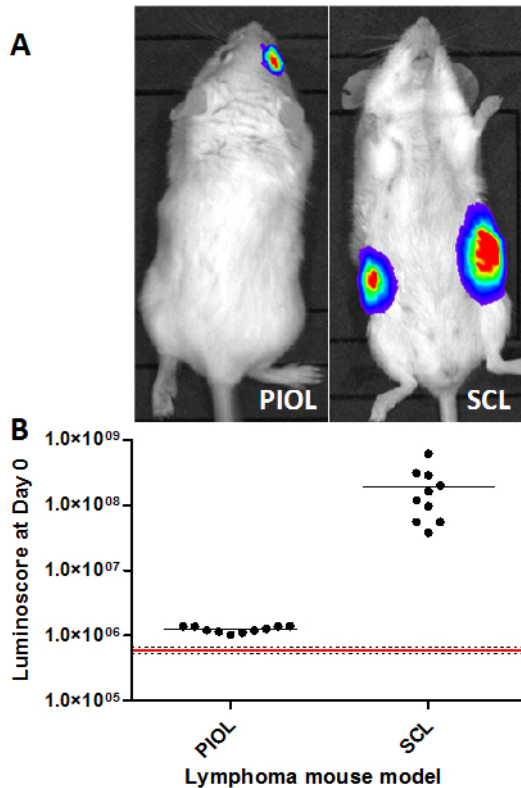 A
PIOL
SCL
B
1.0×10⁰⁹
1.0×10⁰⁸
1.0×10⁰⁷
1.0×10⁰⁶
1.0×10⁰⁵
Luminoscore at Day 0
PIOL
SCL
Lymphoma mouse model